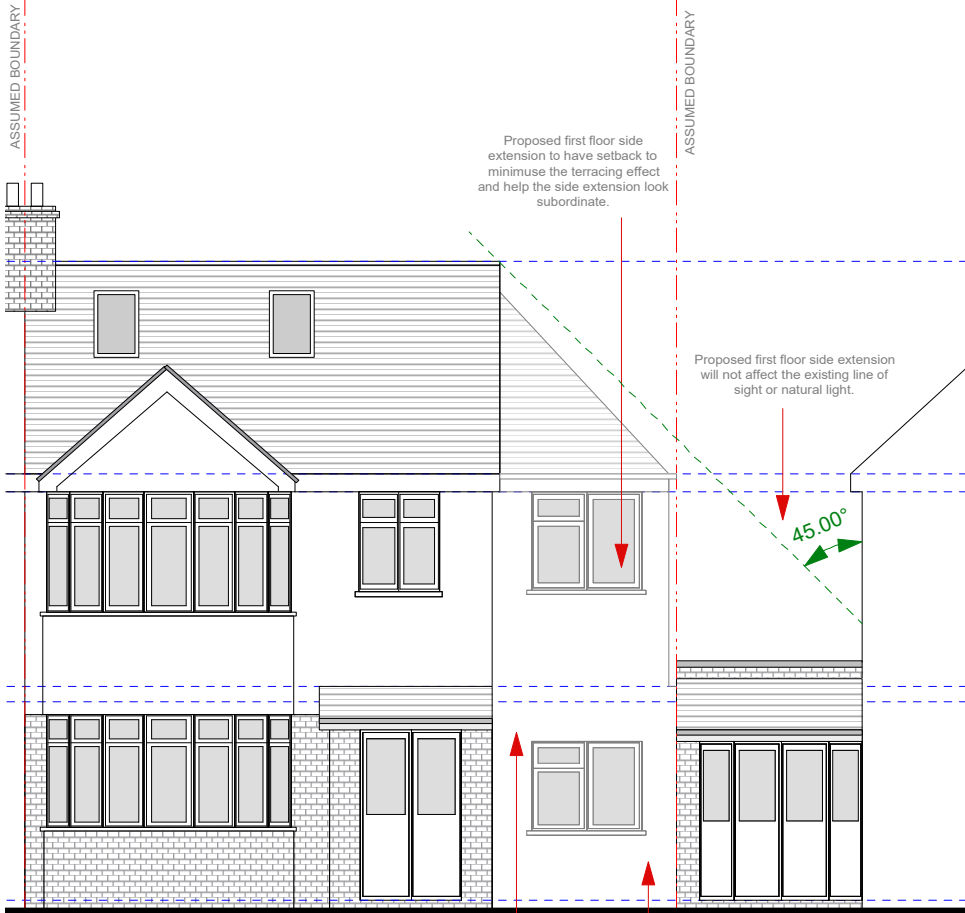 ASSUMED BOUNDARY
ASSUMED BOUNDARY
Proposed first floor side
extension to have setback to
minimuse the terracing effect
and help the side extension look
subordinate.
Proposed first floor side extension
will not affect the existing line of
sight or natural light.
45.00°